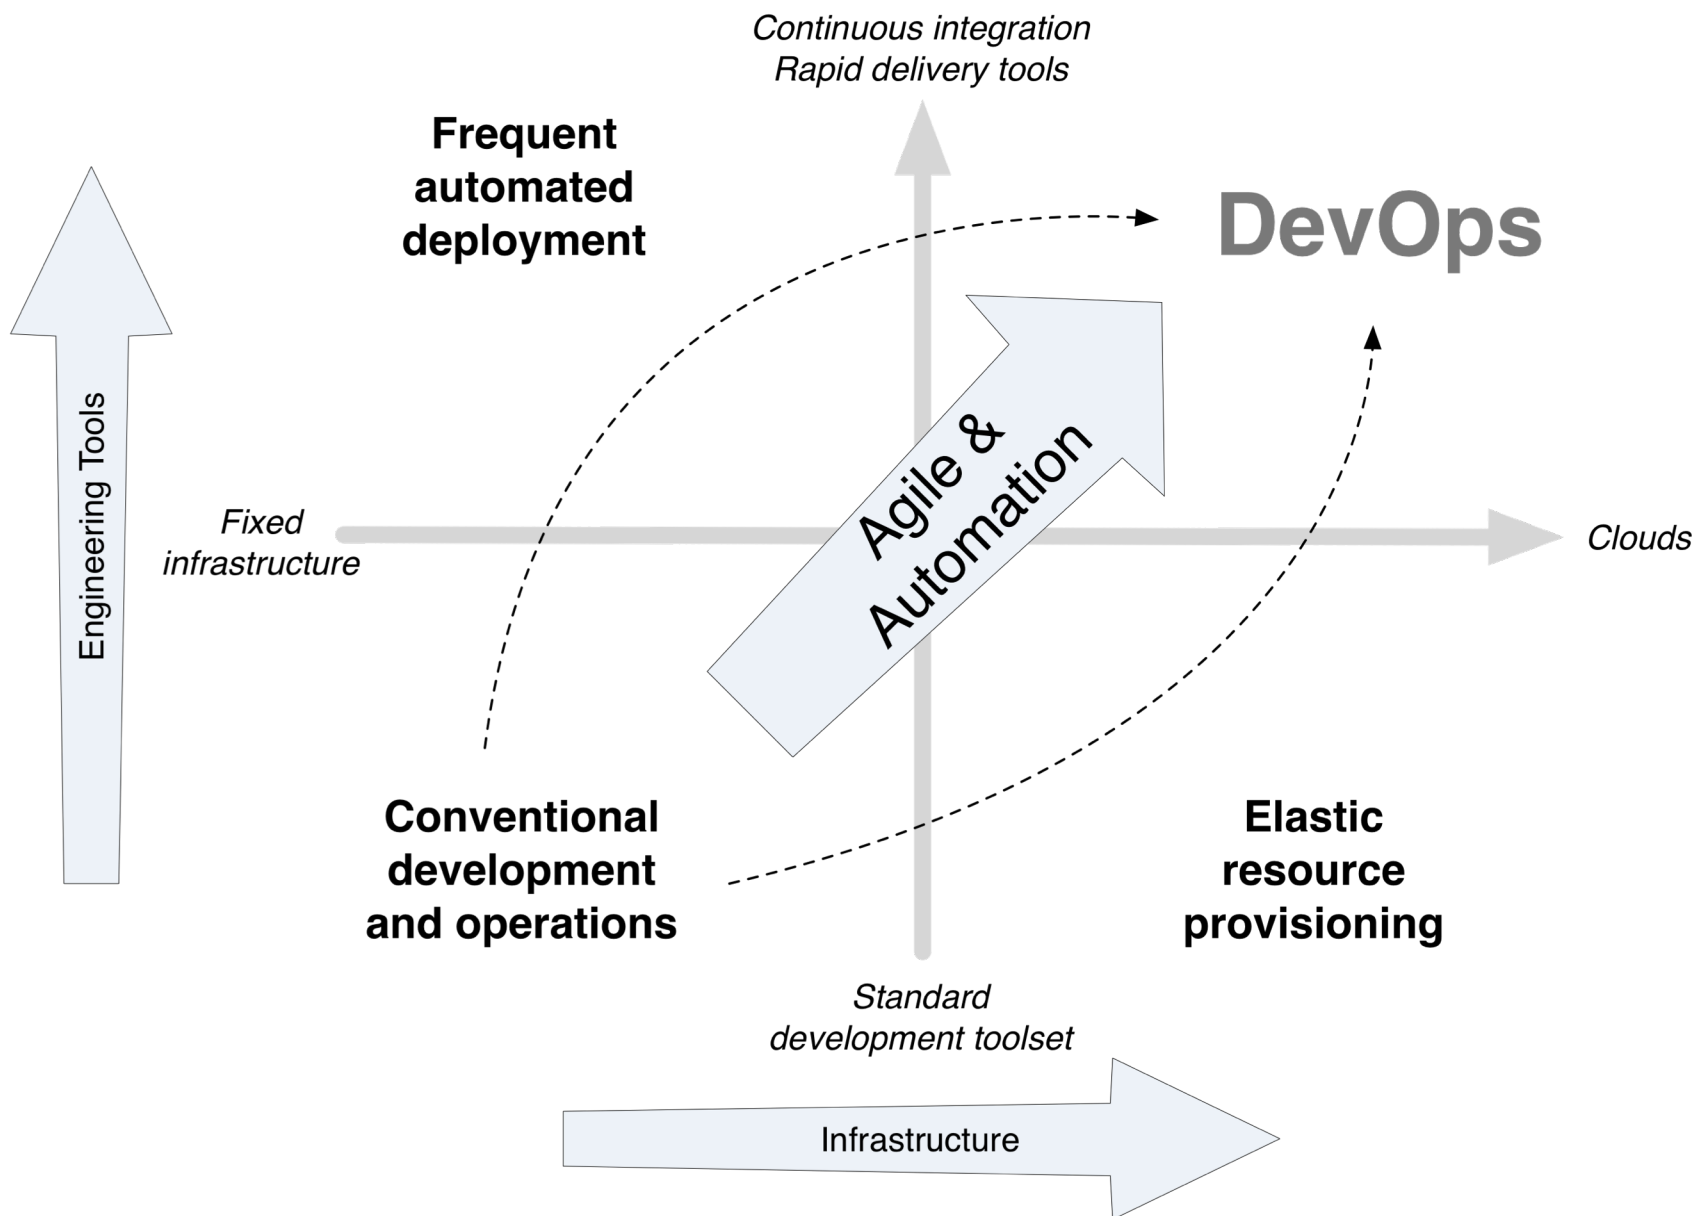 Continuous integration
Rapid delivery tools
Frequent
automated
deployment
DevOps
Engineering Tools
Agile &
Automation
Fixed
infrastructure
Clouds
Conventional
development
and operations
Elastic
resource
provisioning
Standard
development toolset
Infrastructure